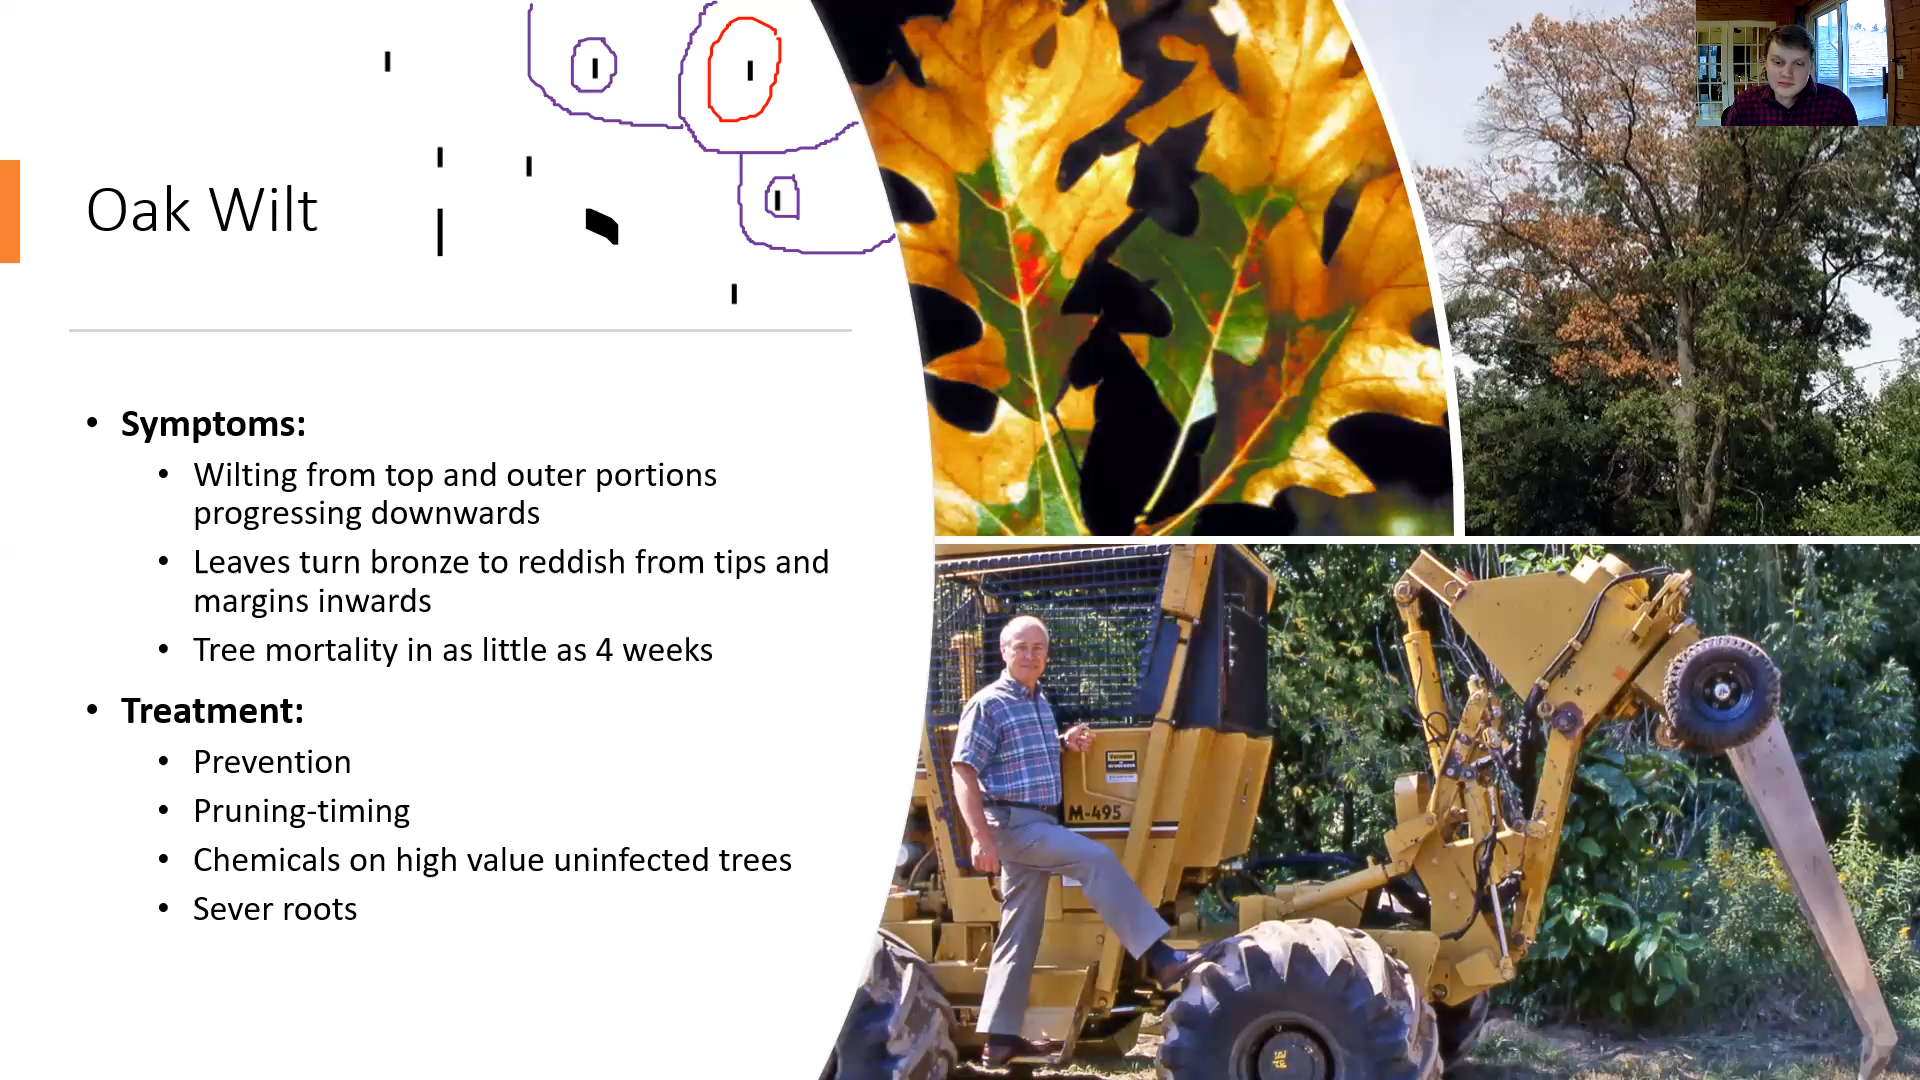 Oak Wilt
• Symptoms:
• Wilting from top and outer portions
progressing downwards
• Leaves turn bronze to reddish from tips and
margins inwards
• Tree mortality in as little as 4 weeks
• Treatment:
• Prevention
• Pruning-timing
• Chemicals on high value uninfected trees
• Sever roots
M-495